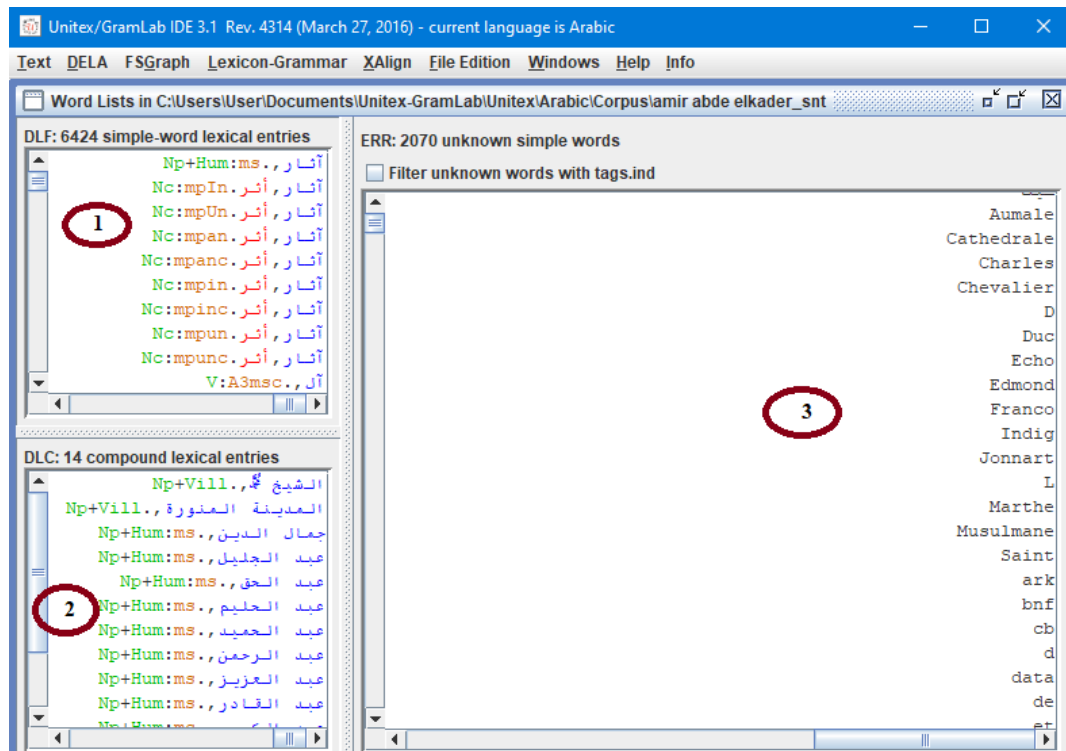 Unitex/GramLab IDE 3.1 Rev. 4314 (March 27, 2016) - current language is Arabic
Text DELA FSGraph Lexicon-Grammar XAlign File Edition Windows Help Info
Word Lists in C:\Users\User\Documents\Unitex-GramLab\Unitex\Arabic\Corpus\amir abde elkader_snt
DLF: 6424 simple-word lexical entries
آثار,.Np+Hum:ms
آثار,أثر.Nc:mpIn
آثار,أثر.Nc:mpUn
آثار,أثر.Nc:mpan
آثار,أثر.Nc:mpanc
آثار,أثر.Nc:mpin
آثار,أثر.Nc:mpinc
آثار,أثر.Nc:mpun
آثار,أثر.Nc:mpunc
آل,.V:A3msc
1
DLC: 14 compound lexical entries
الشيخ ﷴ,.Np+Vill
المدينة المنورة,.Np+Vill
جمال الدين,.Np+Hum:ms
عبد الجليل,.Np+Hum:ms
عبد الحق,.Np+Hum:ms
عبد الحليم,.Np+Hum:ms
عبد الحميد,.Np+Hum:ms
عبد الرحمن,.Np+Hum:ms
عبد العزيز,.Np+Hum:ms
عبد القادر,.Np+Hum:ms
2
ERR: 2070 unknown simple words
Filter unknown words with tags.ind
Aumale
Cathedrale
Charles
Chevalier
D
Duc
Echo
Edmond
Franco
Indig
Jonnart
L
Marthe
Musulmane
Saint
ark
bnf
cb
d
data
de
et
3